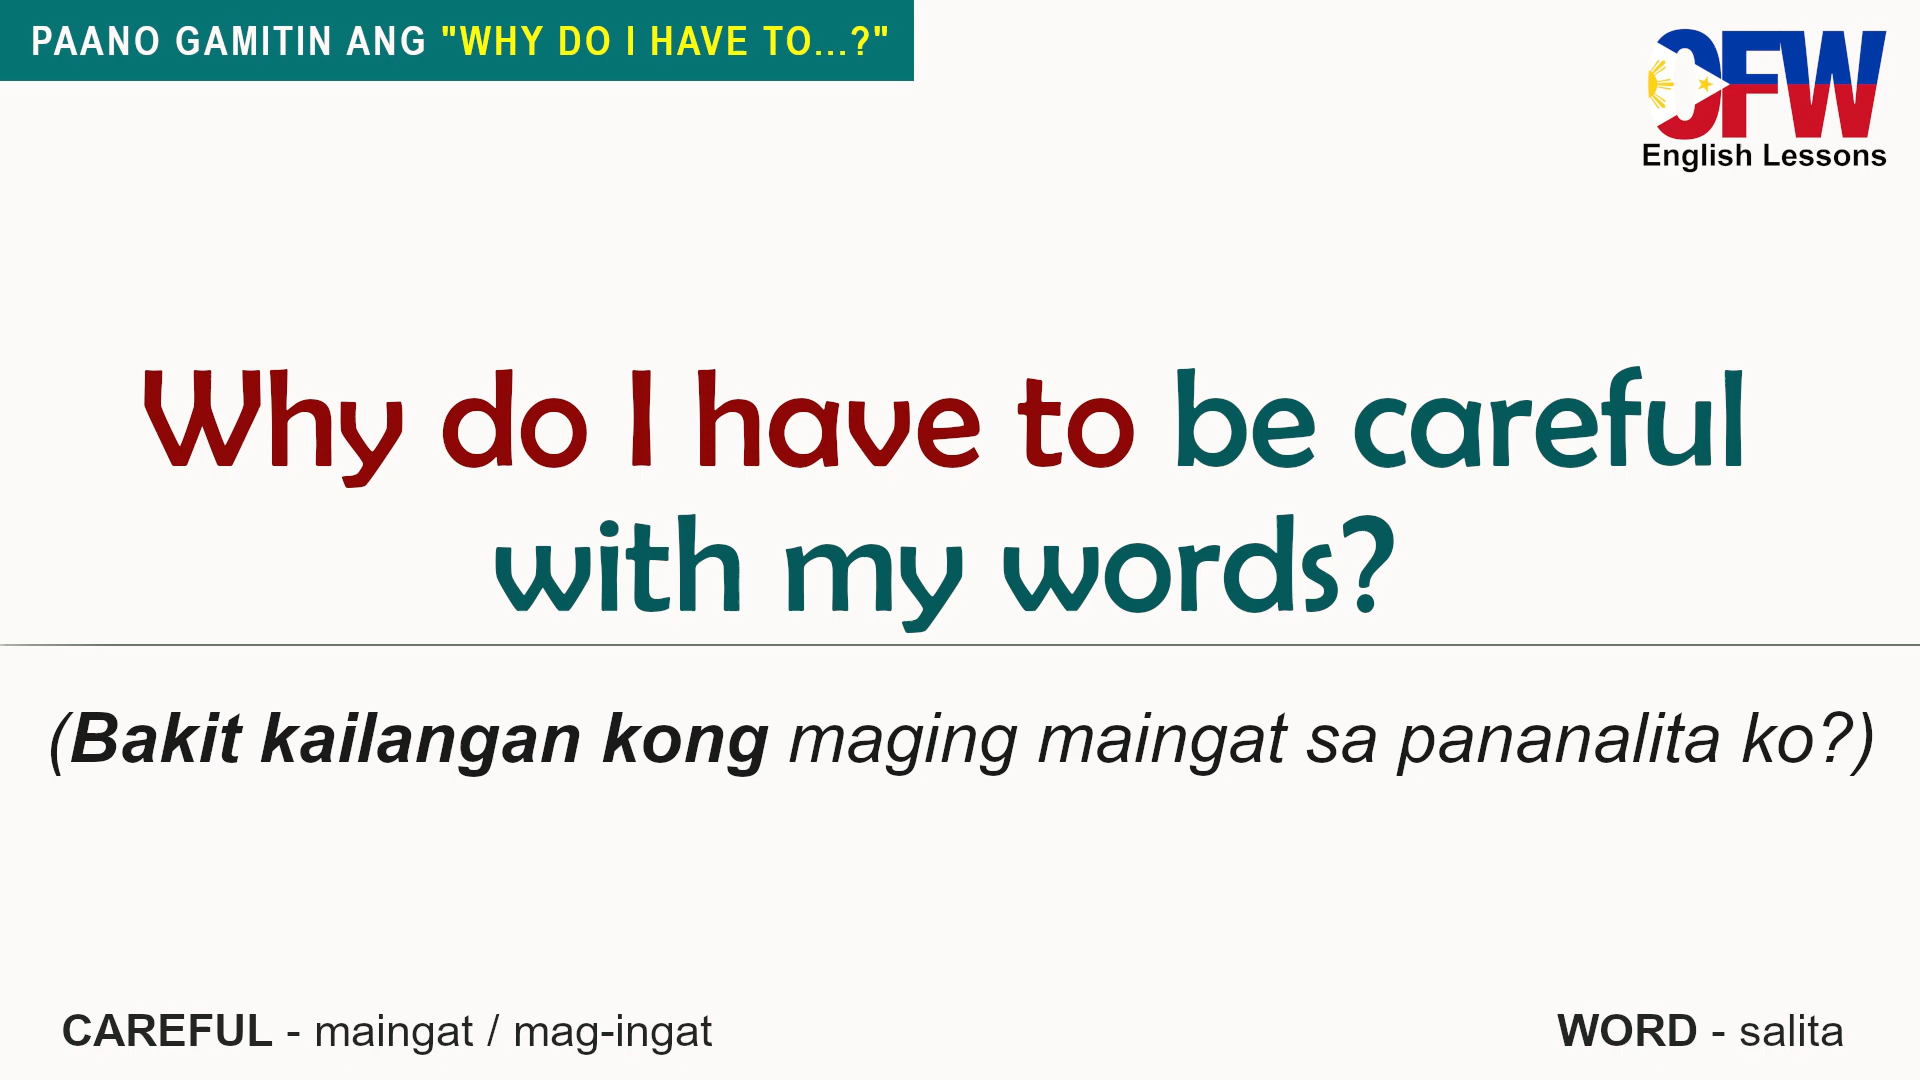 PAANO GAMITIN ANG "WHY DO I HAVE TO...?"
OFW
English Lessons
Why do I have to be careful
with my words?
(Bakit kailangan kong maging maingat sa pananalita ko?)
CAREFUL - maingat / mag-ingat
WORD - salita